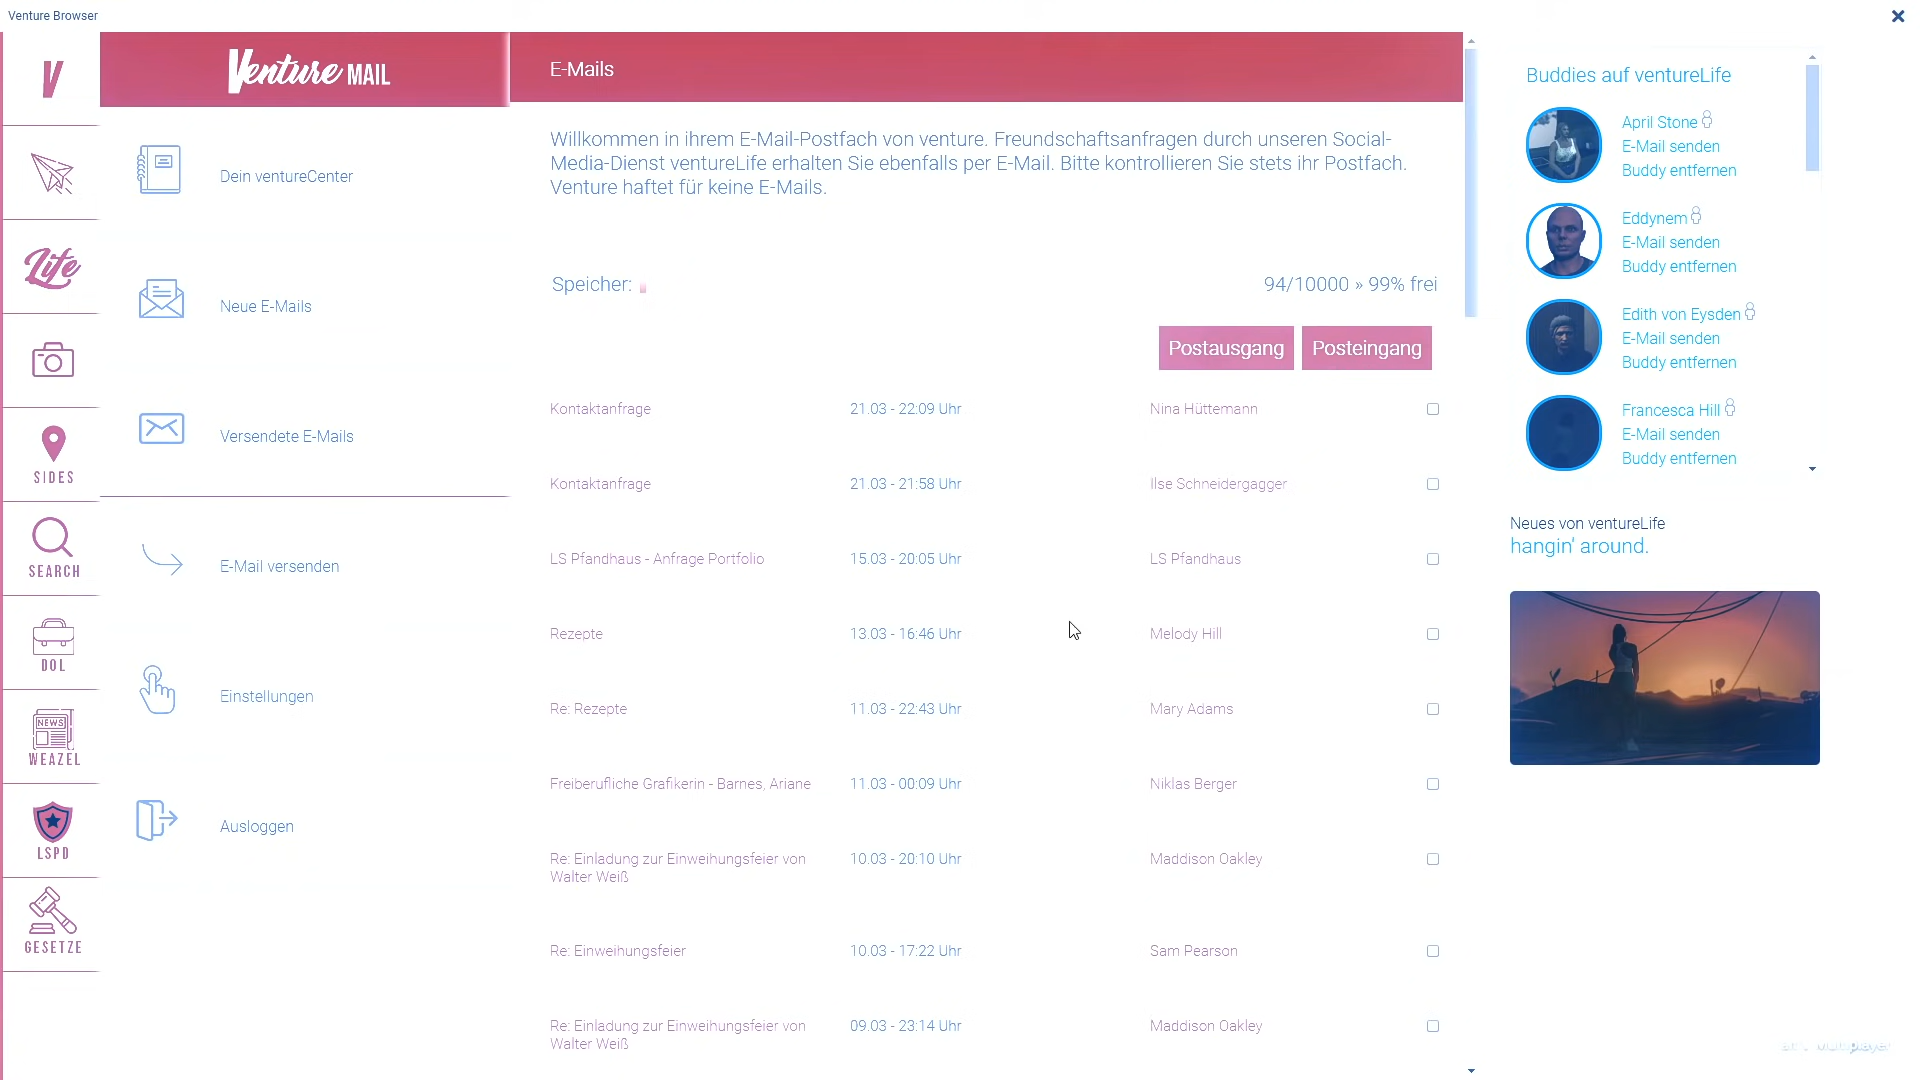 Venture Browser
Venture MAIL
E-Mails
Life
SIDES
SEARCH
DOL
NEWS
WEAZEL
LSPD
GESETZE
Dein ventureCenter
Neue E-Mails
Versendete E-Mails
E-Mail versenden
Einstellungen
Ausloggen
Willkommen in ihrem E-Mail-Postfach von venture. Freundschaftsanfragen durch unseren Social-
Media-Dienst ventureLife erhalten Sie ebenfalls per E-Mail. Bitte kontrollieren Sie stets ihr Postfach.
Venture haftet für keine E-Mails.
Speicher: 94/10000 » 99% frei
Postausgang Posteingang
Kontaktanfrage 21.03 - 22:09 Uhr Nina Hüttemann
Kontaktanfrage 21.03 - 21:58 Uhr Ilse Schneidergagger
LS Pfandhaus - Anfrage Portfolio 15.03 - 20:05 Uhr LS Pfandhaus
Rezepte 13.03 - 16:46 Uhr Melody Hill
Re: Rezepte 11.03 - 22:43 Uhr Mary Adams
Freiberufliche Grafikerin - Barnes, Ariane 11.03 - 00:09 Uhr Niklas Berger
Re: Einladung zur Einweihungsfeier von 10.03 - 20:10 Uhr Maddison Oakley
Walter Weiß
Re: Einweihungsfeier 10.03 - 17:22 Uhr Sam Pearson
Re: Einladung zur Einweihungsfeier von 09.03 - 23:14 Uhr Maddison Oakley
Walter Weiß
Buddies auf ventureLife
April Stone
E-Mail senden
Buddy entfernen
Eddynem
E-Mail senden
Buddy entfernen
Edith von Eysden
E-Mail senden
Buddy entfernen
Francesca Hill
E-Mail senden
Buddy entfernen
Neues von ventureLife
hangin' around.